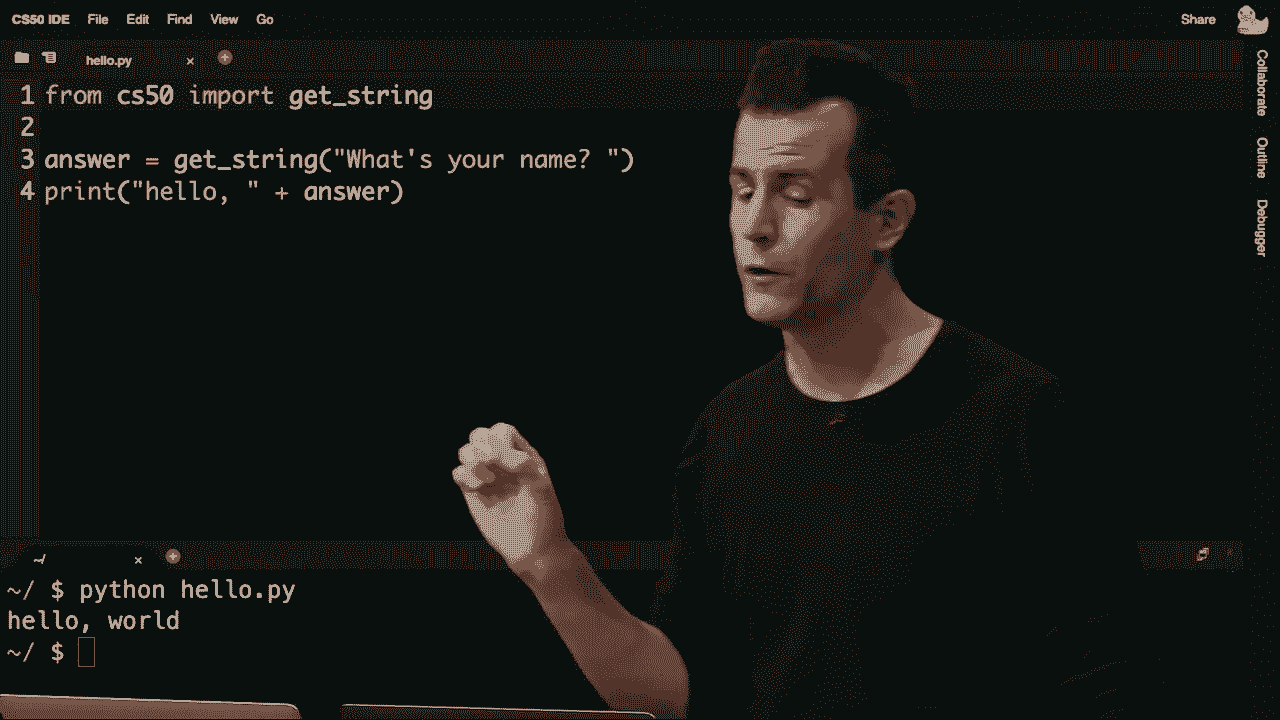 CS50 IDE File Edit Find View Go Share
hello.py × +
1 from cs50 import get_string
2
3 answer = get_string("What's your name? ")
4 print("hello, " + answer)
Collaborate
Outline
Debugger
~/ × +
~/ $ python hello.py
hello, world
~/ $